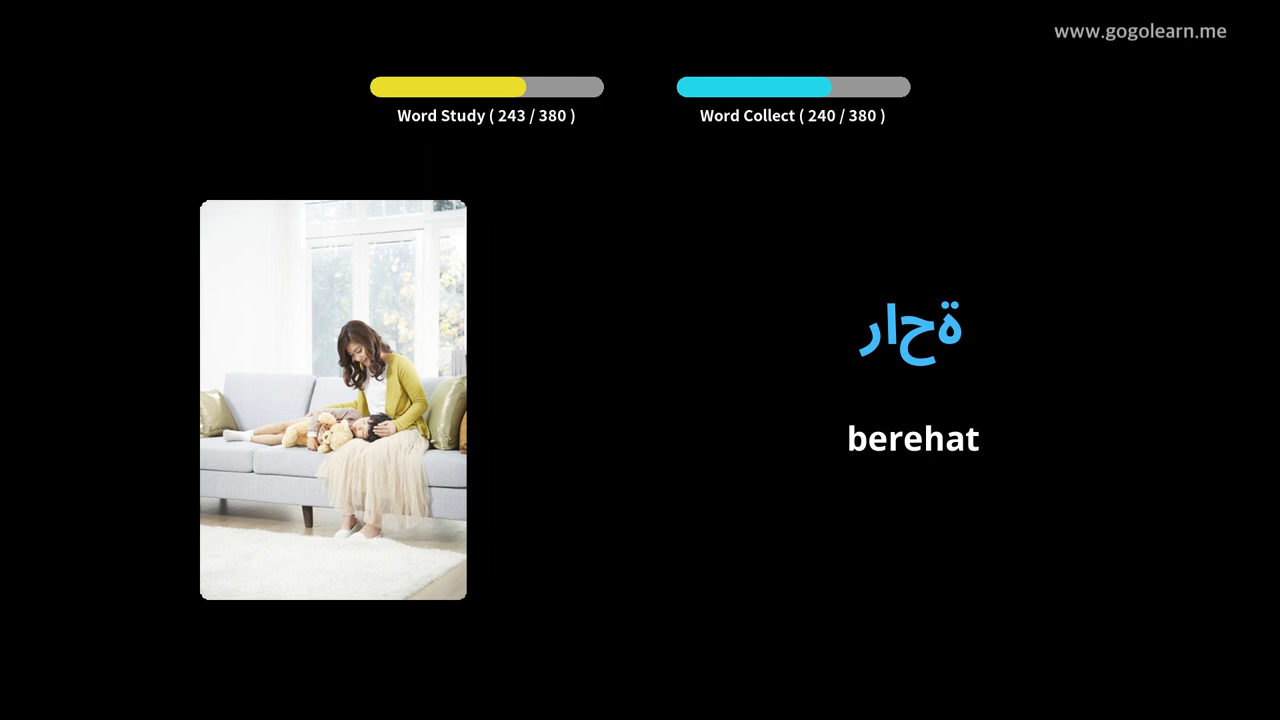 www.gogolearn.me
Word Study ( 243 / 380 )
Word Collect ( 240 / 380 )
راحة
berehat